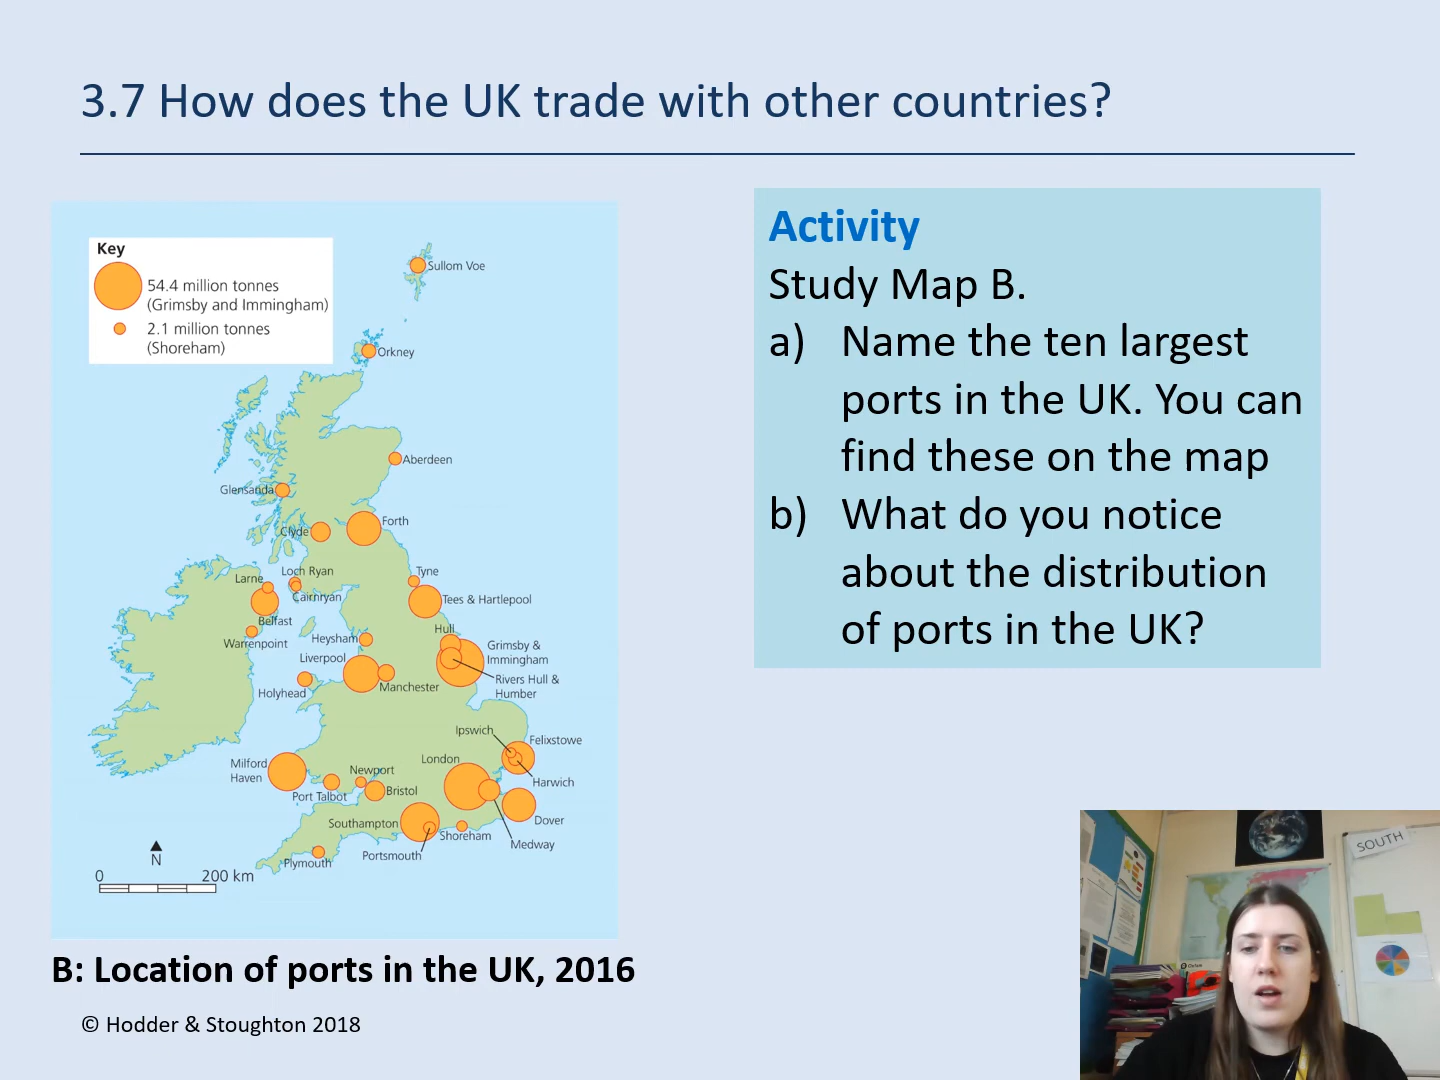 3.7 How does the UK trade with other countries?
Key
54.4 million tonnes
(Grimsby and Immingham)
2.1 million tonnes
(Shoreham)
Sullom Voe
Orkney
Aberdeen
Glensanda
Forth
Clyde
Loch Ryan
Tyne
Larne
Cairnryan
Tees & Hartlepool
Belfast
Hull
Warrenpoint
Heysham
Grimsby &
Immingham
Liverpool
Rivers Hull &
Humber
Manchester
Holyhead
Ipswich
Felixstowe
London
Milford
Haven
Newport
Harwich
Port Talbot
Bristol
Dover
Southampton
Shoreham
Medway
Portsmouth
Plymouth
N
0 200 km
B: Location of ports in the UK, 2016
© Hodder & Stoughton 2018
Activity
Study Map B.
a) Name the ten largest
ports in the UK. You can
find these on the map
b) What do you notice
about the distribution
of ports in the UK?
SOUTH